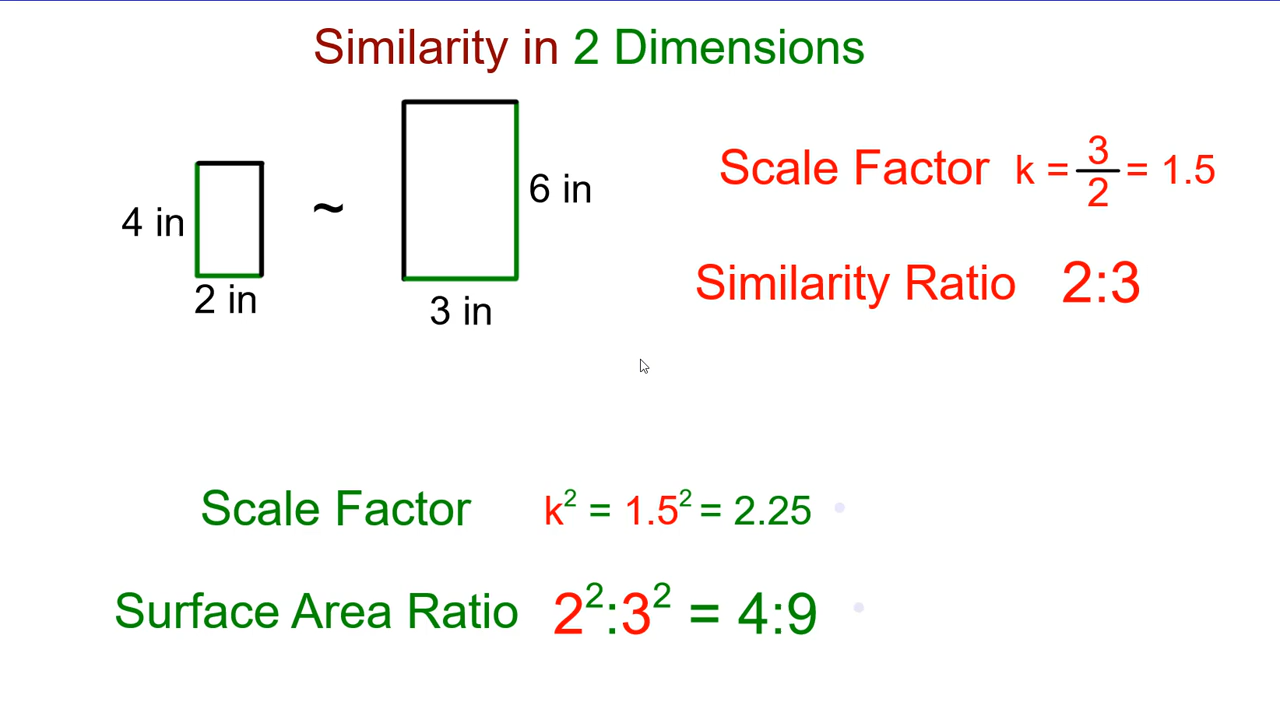 Similarity in 2 Dimensions
4 in
2 in
~
6 in
3 in
Scale Factor k = 3/2 = 1.5
Similarity Ratio 2:3
Scale Factor k² = 1.5² = 2.25
Surface Area Ratio 2²:3² = 4:9